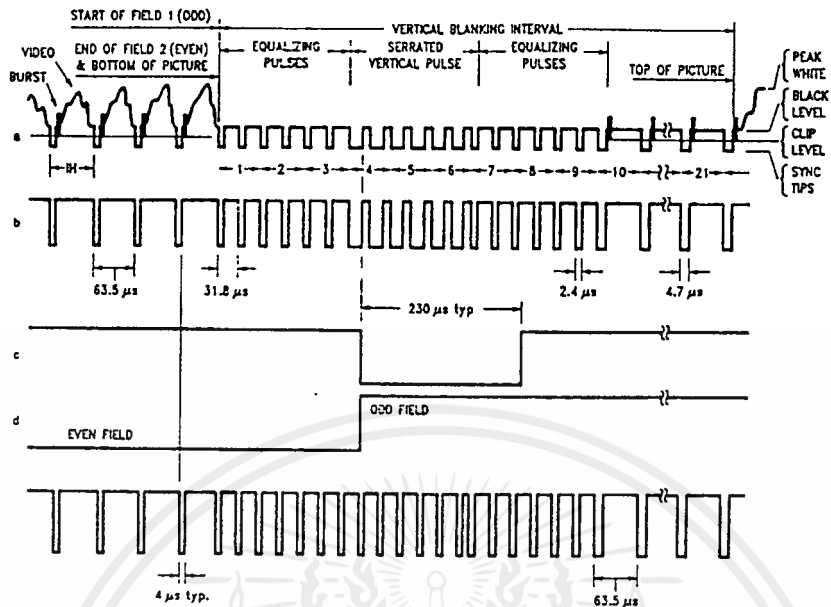 START OF FIELD 1 (ODD)
VERTICAL BLANKING INTERVAL
END OF FIELD 2 (EVEN)
& BOTTOM OF PICTURE
EQUALIZING
PULSES
SERRATED
VERTICAL PULSE
EQUALIZING
PULSES
TOP OF PICTURE
VIDEO
BURST
PEAK
WHITE
BLACK
LEVEL
CLIP
LEVEL
SYNC
TIPS
a
1H
1 2 3 4 5 6 7 8 9 10 21
b
63.5 µs
31.8 µs
2.4 µs
4.7 µs
230 µs typ
c
d
ODD FIELD
EVEN FIELD
4 µs typ.
63.5 µs